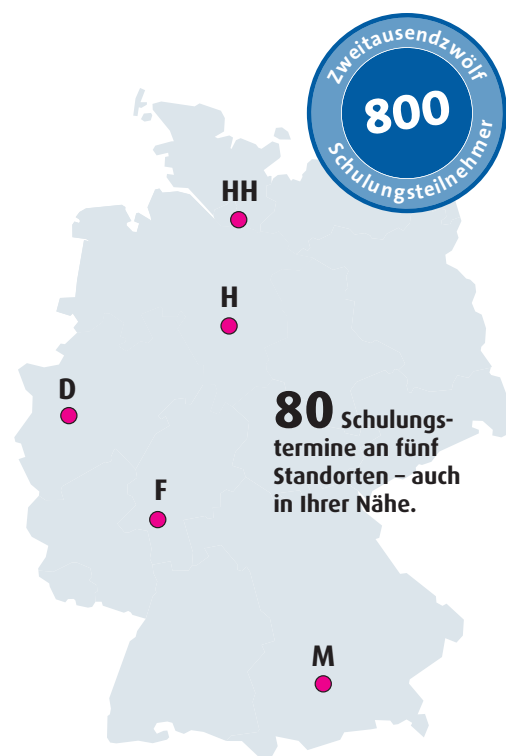 Zweitausendzwölf
800
Schulungsteilnehmer
HH
H
D
80 Schulungs-
termine an fünf
Standorten – auch
in Ihrer Nähe.
F
M